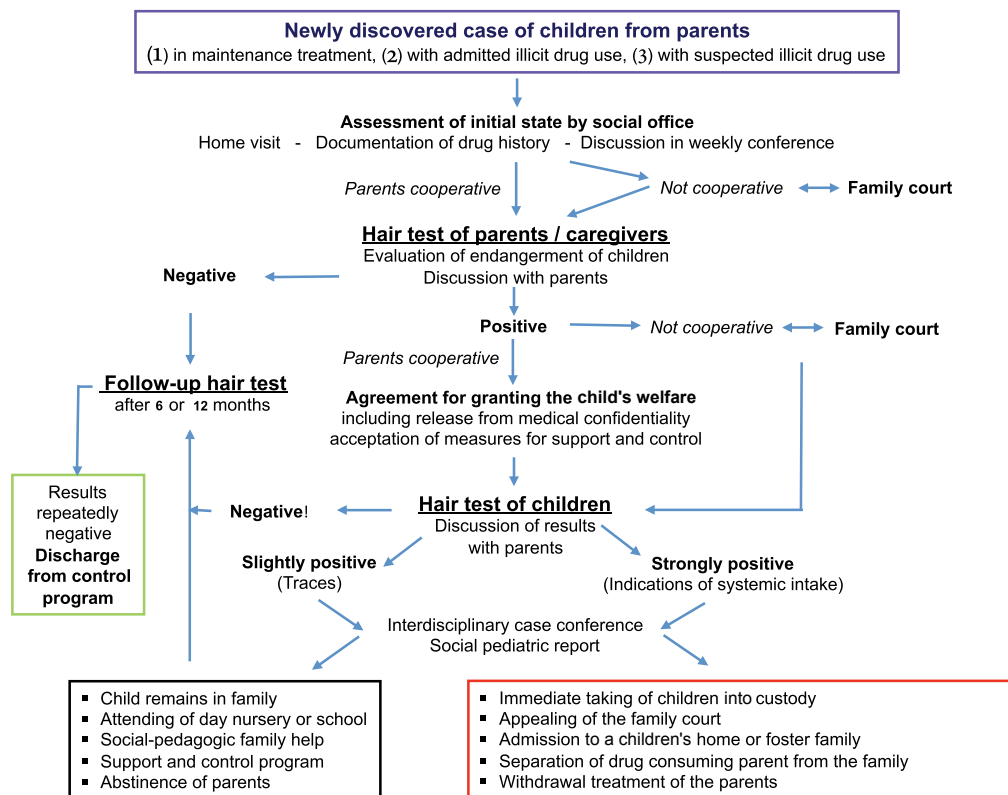 Newly discovered case of children from parents
(1) in maintenance treatment, (2) with admitted illicit drug use, (3) with suspected illicit drug use
Assessment of initial state by social office
Home visit - Documentation of drug history - Discussion in weekly conference
Parents cooperative
Not cooperative
Family court
Hair test of parents / caregivers
Evaluation of endangerment of children
Discussion with parents
Negative
Positive
Not cooperative
Family court
Parents cooperative
Follow-up hair test
after 6 or 12 months
Agreement for granting the child's welfare
including release from medical confidentiality
acceptation of measures for support and control
Results
repeatedly
negative
Discharge
from control
program
Negative!
Hair test of children
Discussion of results
with parents
Slightly positive
(Traces)
Strongly positive
(Indications of systemic intake)
Interdisciplinary case conference
Social pediatric report
▪ Child remains in family
▪ Attending of day nursery or school
▪ Social-pedagogic family help
▪ Support and control program
▪ Abstinence of parents
▪ Immediate taking of children into custody
▪ Appealing of the family court
▪ Admission to a children's home or foster family
▪ Separation of drug consuming parent from the family
▪ Withdrawal treatment of the parents